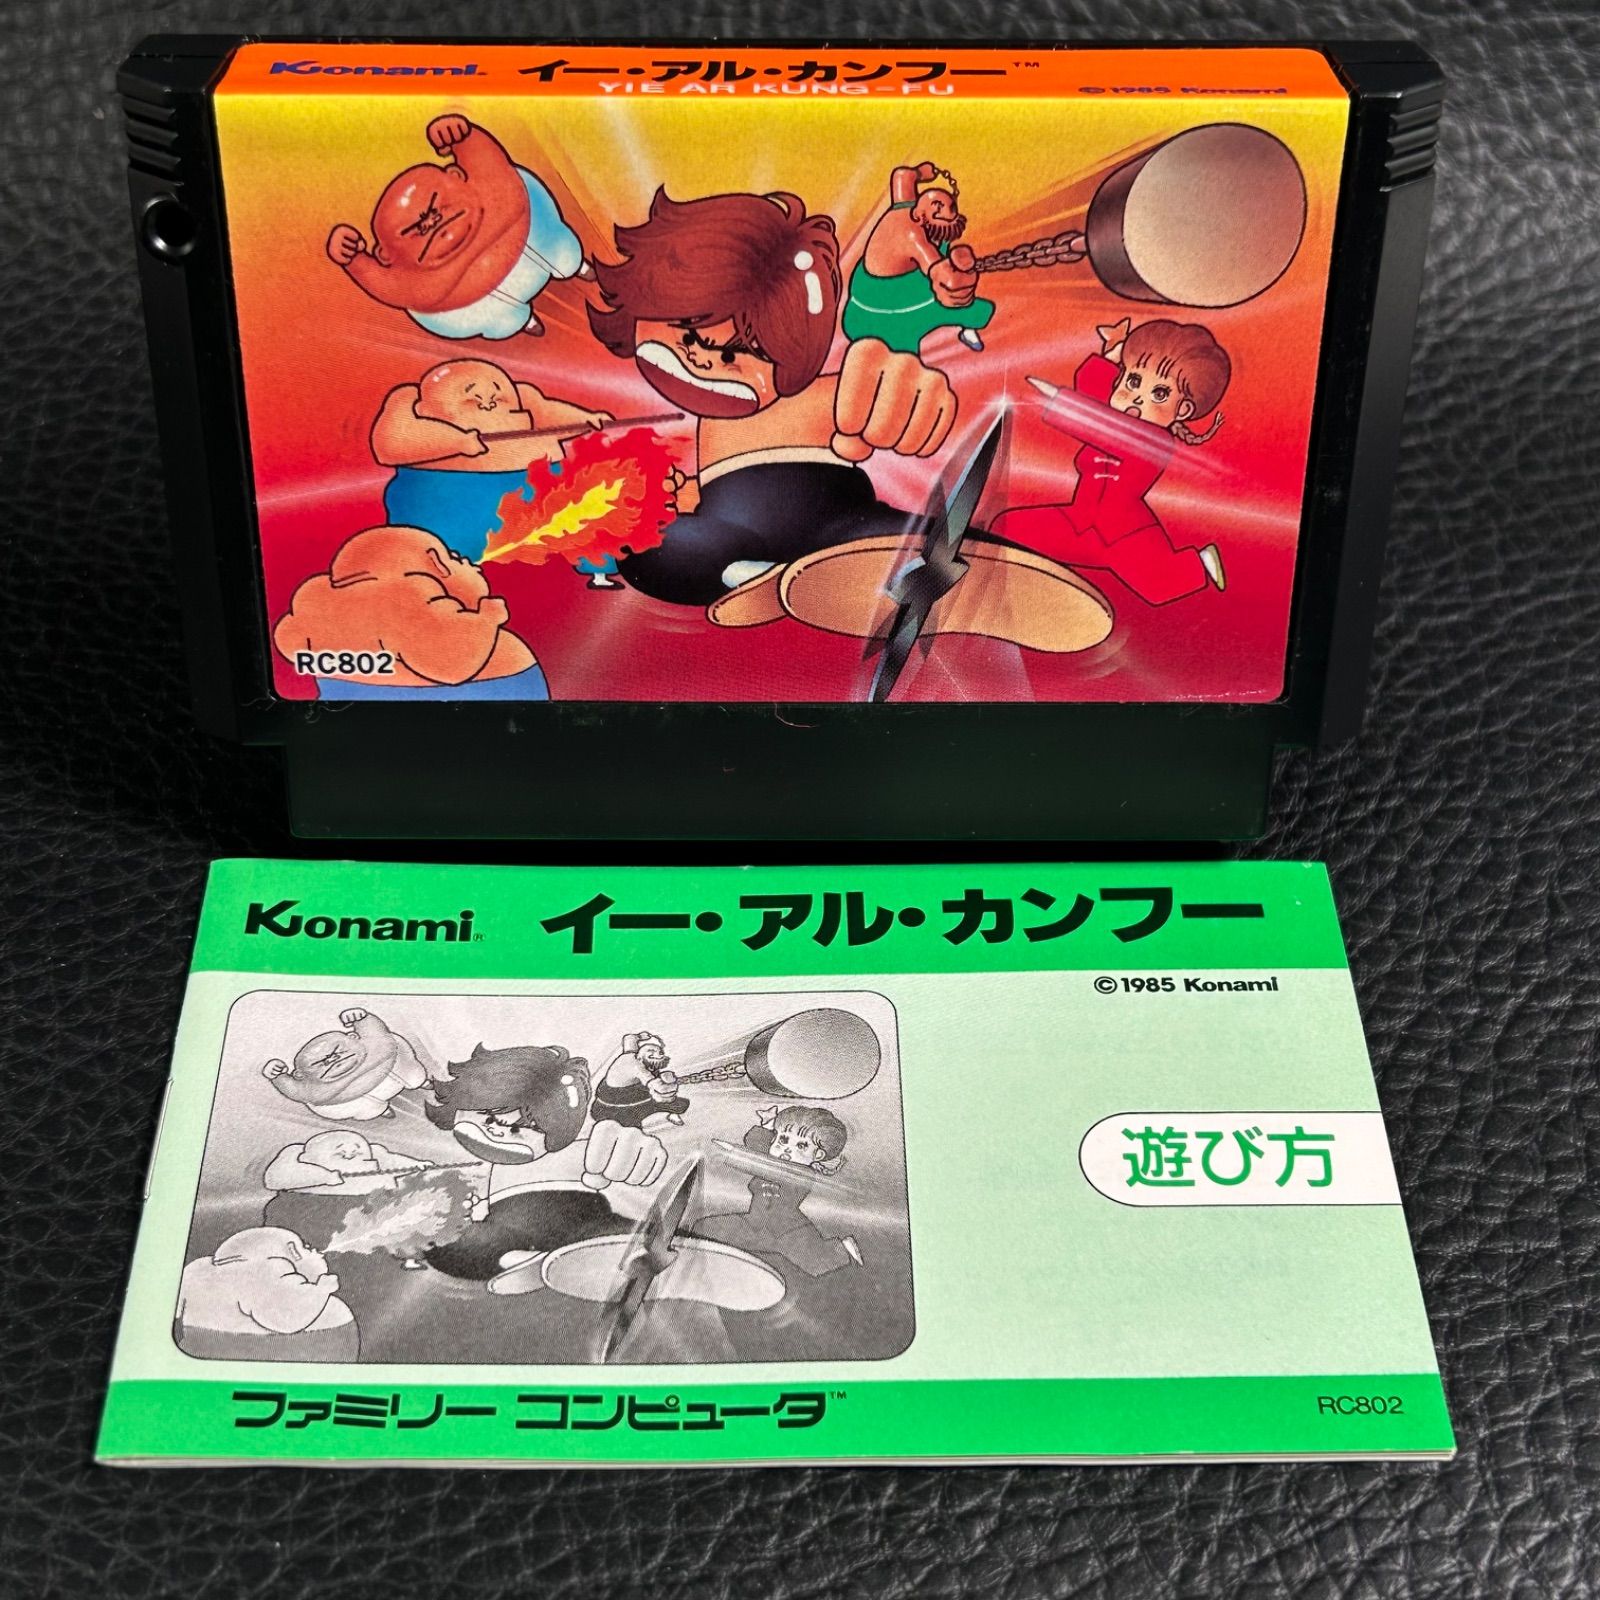 Konami. イー・アル・カンフー™
YIE AR KUNG-FU
©1985 Konami
RC802
Konami® イー・アル・カンフー
©1985 Konami
遊び方
ファミリー コンピュータ™
RC802